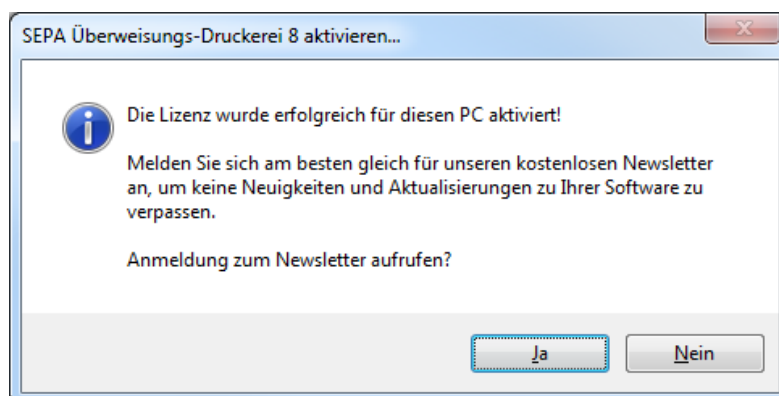 SEPA Überweisungs-Druckerei 8 aktivieren...
Die Lizenz wurde erfolgreich für diesen PC aktiviert!
Melden Sie sich am besten gleich für unseren kostenlosen Newsletter
an, um keine Neuigkeiten und Aktualisierungen zu Ihrer Software zu
verpassen.
Anmeldung zum Newsletter aufrufen?
Ja Nein